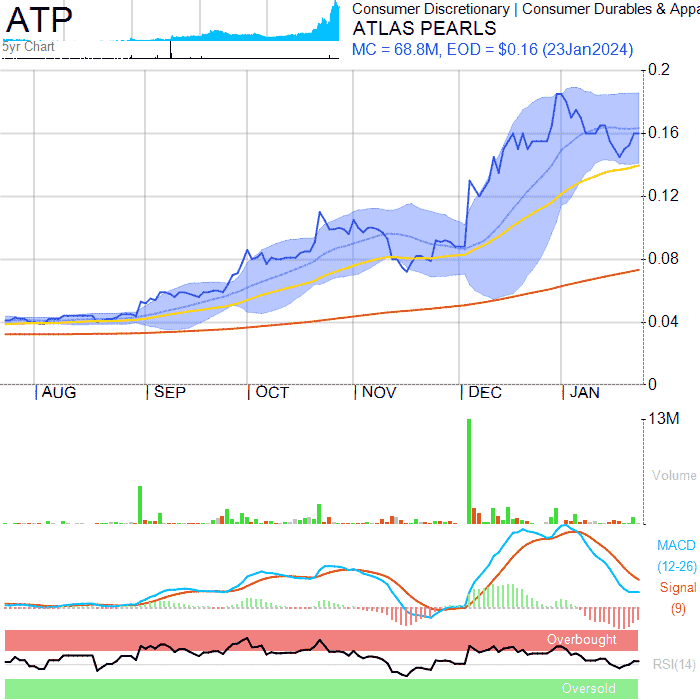 ATP
5yr Chart
Consumer Discretionary | Consumer Durables & Appa
ATLAS PEARLS
MC = 68.8M, EOD = $0.16 (23Jan2024)
0.2
0.16
0.12
0.08
0.04
0
AUG SEP OCT NOV DEC JAN
13M
Volume
MACD
(12-26)
Signal
(9)
Overbought
RSI(14)
Oversold